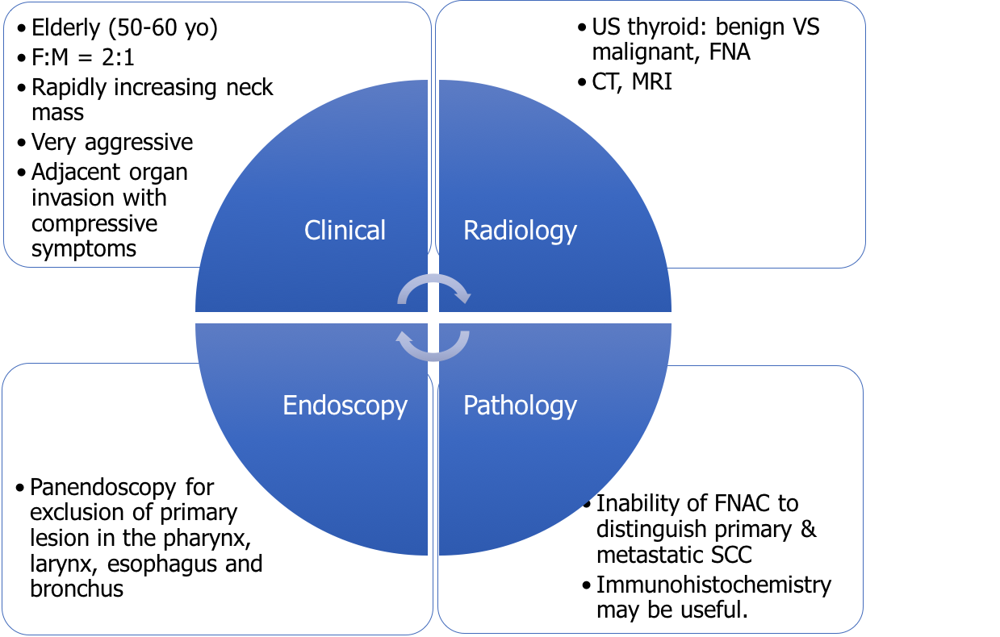 • Elderly (50-60 yo)
• F:M = 2:1
• Rapidly increasing neck
mass
• Very aggressive
• Adjacent organ
invasion with
compressive
symptoms
• US thyroid: benign VS
malignant, FNA
• CT, MRI
Clinical
Radiology
Endoscopy
Pathology
• Panendoscopy for
exclusion of primary
lesion in the pharynx,
larynx, esophagus and
bronchus
• Inability of FNAC to
distinguish primary &
metastatic SCC
• Immunohistochemistry
may be useful.